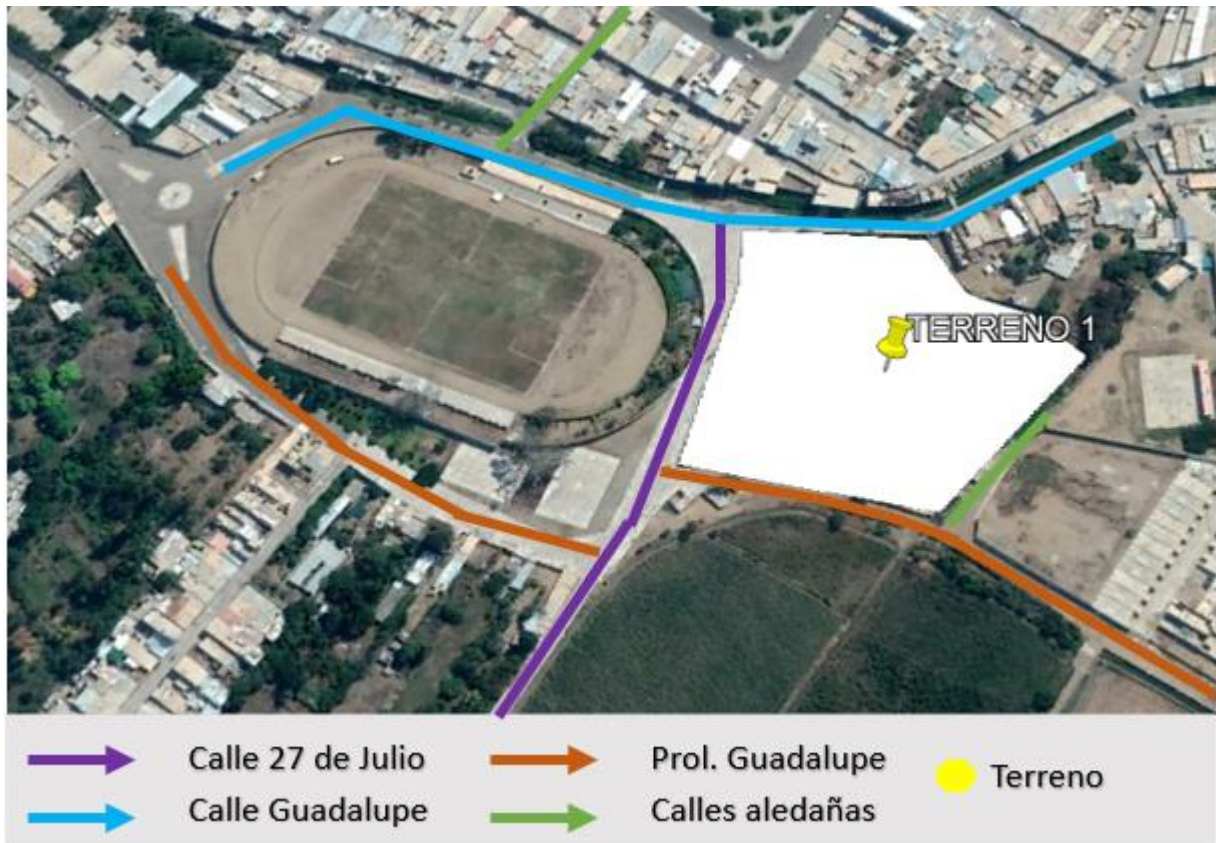 TERRENO 1
Calle 27 de Julio
Prol. Guadalupe
Terreno
Calle Guadalupe
Calles aledañas